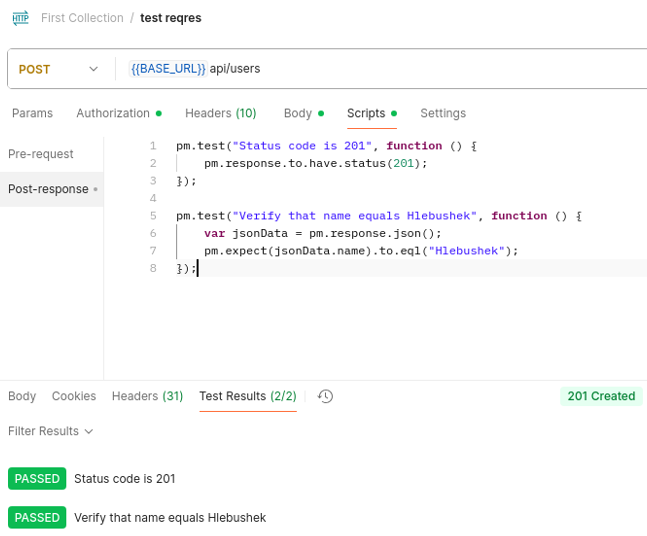 HTTP First Collection / test reqres
POST {{BASE_URL}} api/users
Params Authorization Headers (10) Body Scripts Settings
Pre-request
Post-response
1 pm.test("Status code is 201", function () {
2 pm.response.to.have.status(201);
3 });
4
5 pm.test("Verify that name equals Hlebushek", function () {
6 var jsonData = pm.response.json();
7 pm.expect(jsonData.name).to.eql("Hlebushek");
8 });
Body Cookies Headers (31) Test Results (2/2) 201 Created
Filter Results
PASSED Status code is 201
PASSED Verify that name equals Hlebushek